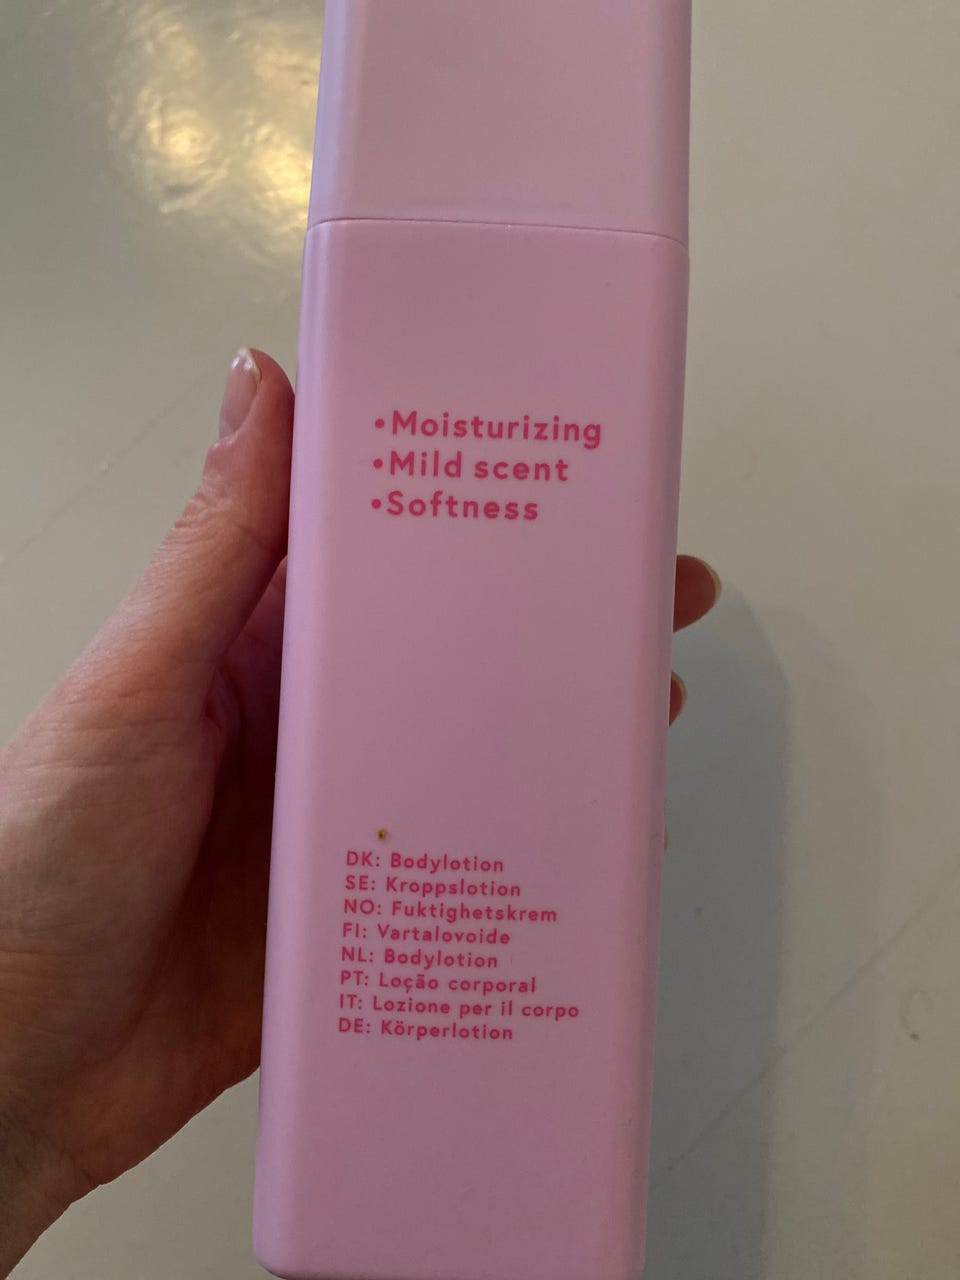 •Moisturizing
•Mild scent
•Softness
DK: Bodylotion
SE: Kroppslotion
NO: Fuktighetskrem
FI: Vartalovoide
NL: Bodylotion
PT: Loção corporal
IT: Lozione per il corpo
DE: Körperlotion